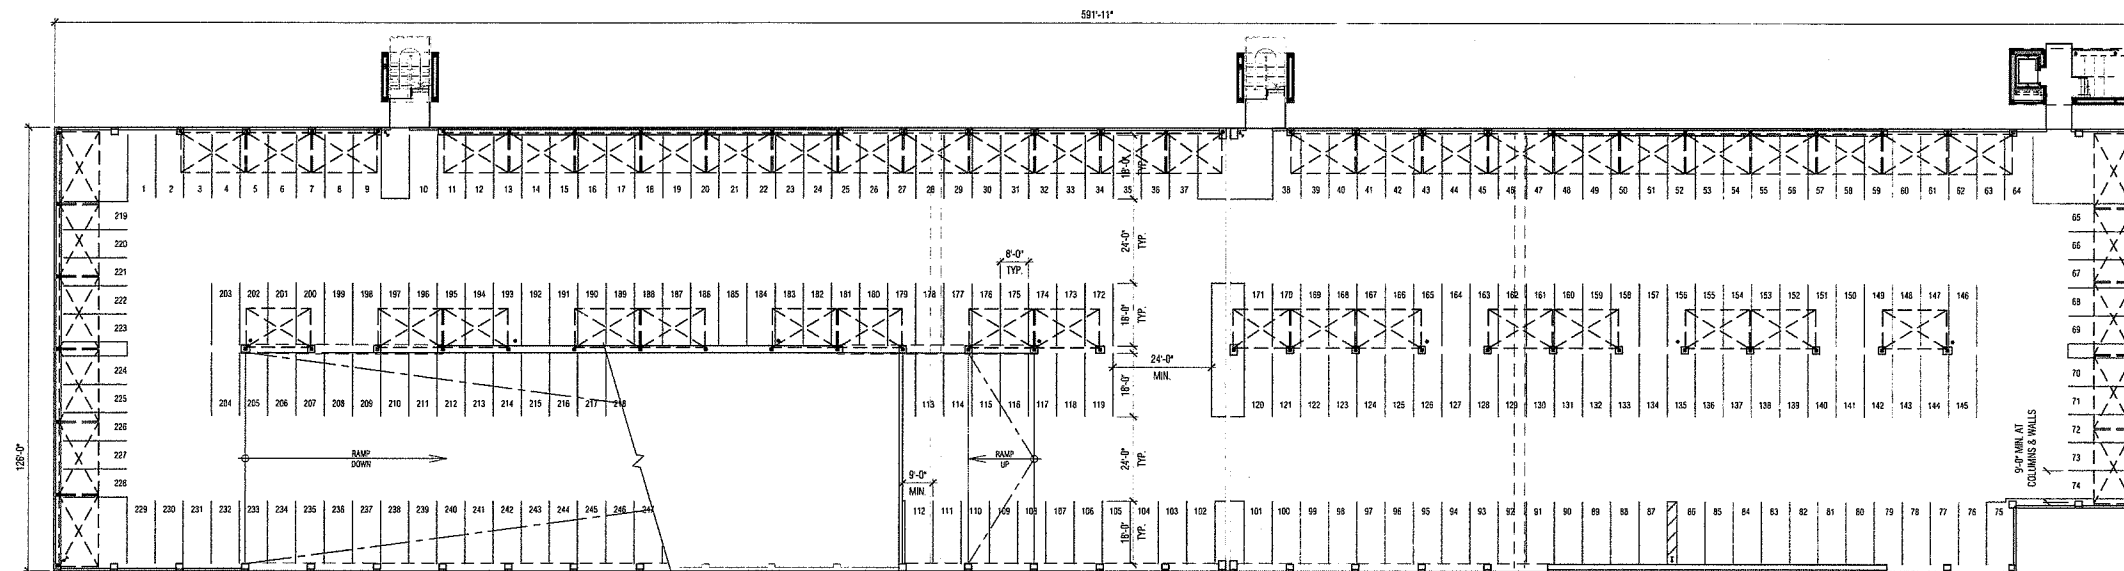 591'-11"
1 2 3 4 5 6 7 8 9 10 11 12 13 14 15 16 17 18 19 20 21 22 23 24 25 26 27 28 29 30 31 32 33 34 35 36 37 38 39 40 41 42 43 44 45 46 47 48 49 50 51 52 53 54 55 56 57 58 59 60 61 62 63 64
18'-0" TYP.
219
220
221
222
223
224
225
226
227
228
65
66
67
68
69
70
71
72
73
74
24'-0" TYP.
8'-0"
TYP.
203 202 201 200 199 198 197 196 195 194 193 192 191 190 189 188 187 186 185 184 183 182 181 180 179 178 177 176 175 174 173 172 171 170 169 168 167 166 165 164 163 162 161 160 159 158 157 156 155 154 153 152 151 150 149 148 147 146
18'-0" TYP.
24'-0"
MIN.
18'-0" TYP.
204 205 206 207 208 209 210 211 212 213 214 215 216 217 218 113 114 115 116 117 118 119 120 121 122 123 124 125 126 127 128 129 130 131 132 133 134 135 136 137 138 139 140 141 142 143 144 145
126'-0"
RAMP
DOWN
RAMP
UP
24'-0" TYP.
9'-0" MIN. AT
COLUMNS & WALLS
9'-0"
MIN.
229 230 231 232 233 234 235 236 237 238 239 240 241 242 243 244 245 246 247 112 111 110 109 108 107 106 105 104 103 102 101 100 99 98 97 96 95 94 93 92 91 90 89 88 87 86 85 84 83 82 81 80 79 78 77 76 75
18'-0" TYP.